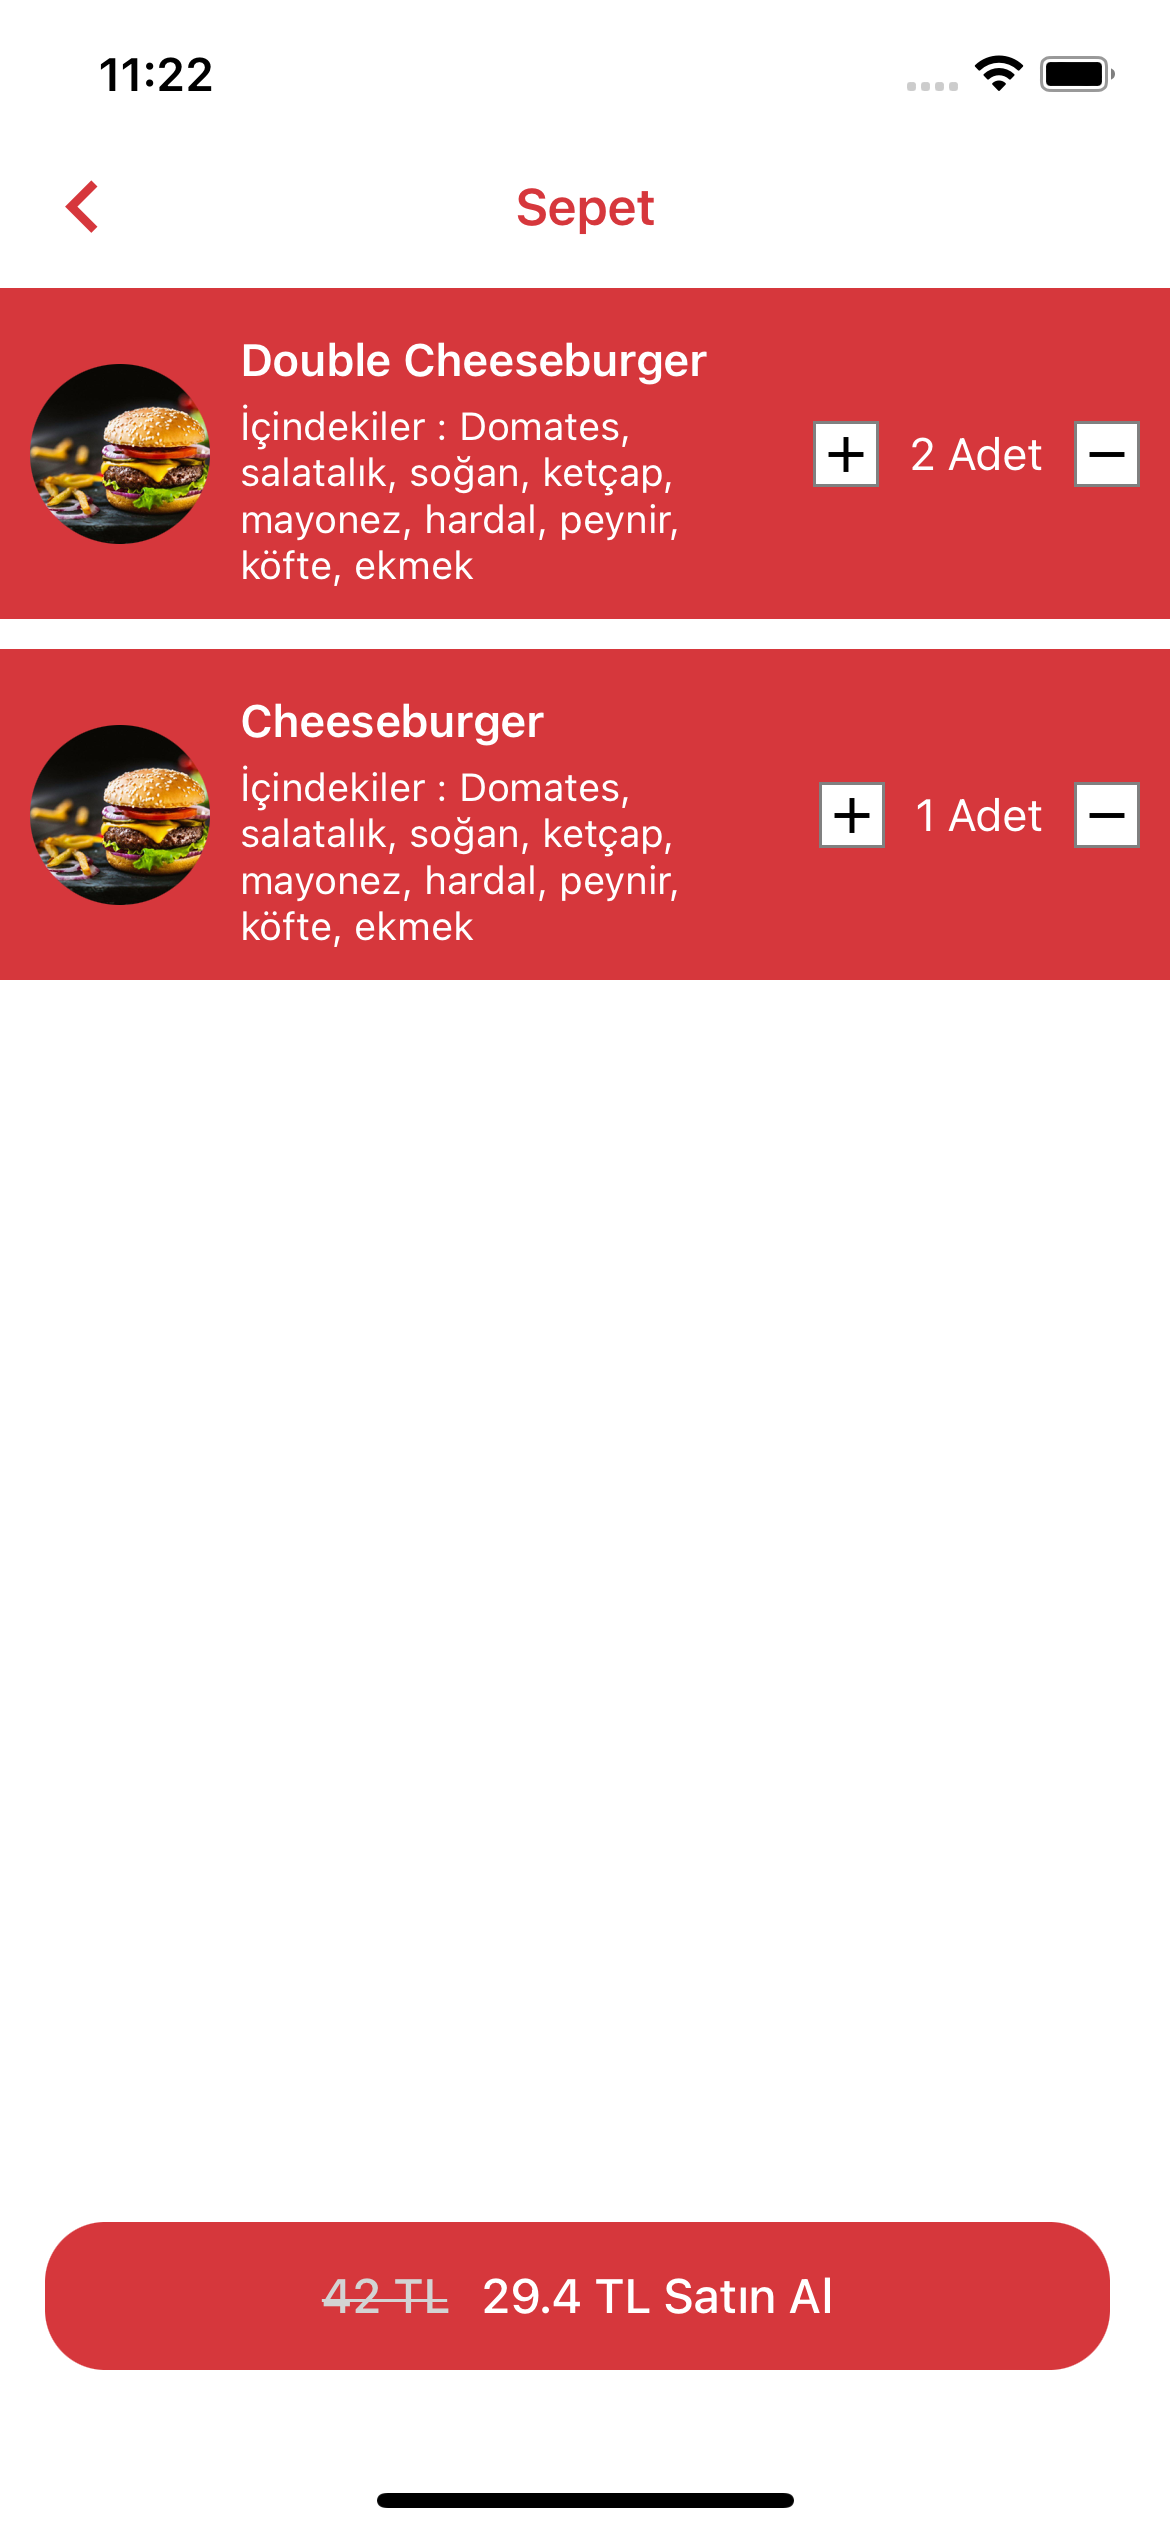 11:22
Sepet
Double Cheeseburger
İçindekiler : Domates,
salatalık, soğan, ketçap,
mayonez, hardal, peynir,
köfte, ekmek
2 Adet
Cheeseburger
İçindekiler : Domates,
salatalık, soğan, ketçap,
mayonez, hardal, peynir,
köfte, ekmek
1 Adet
42 TL 29.4 TL Satın Al